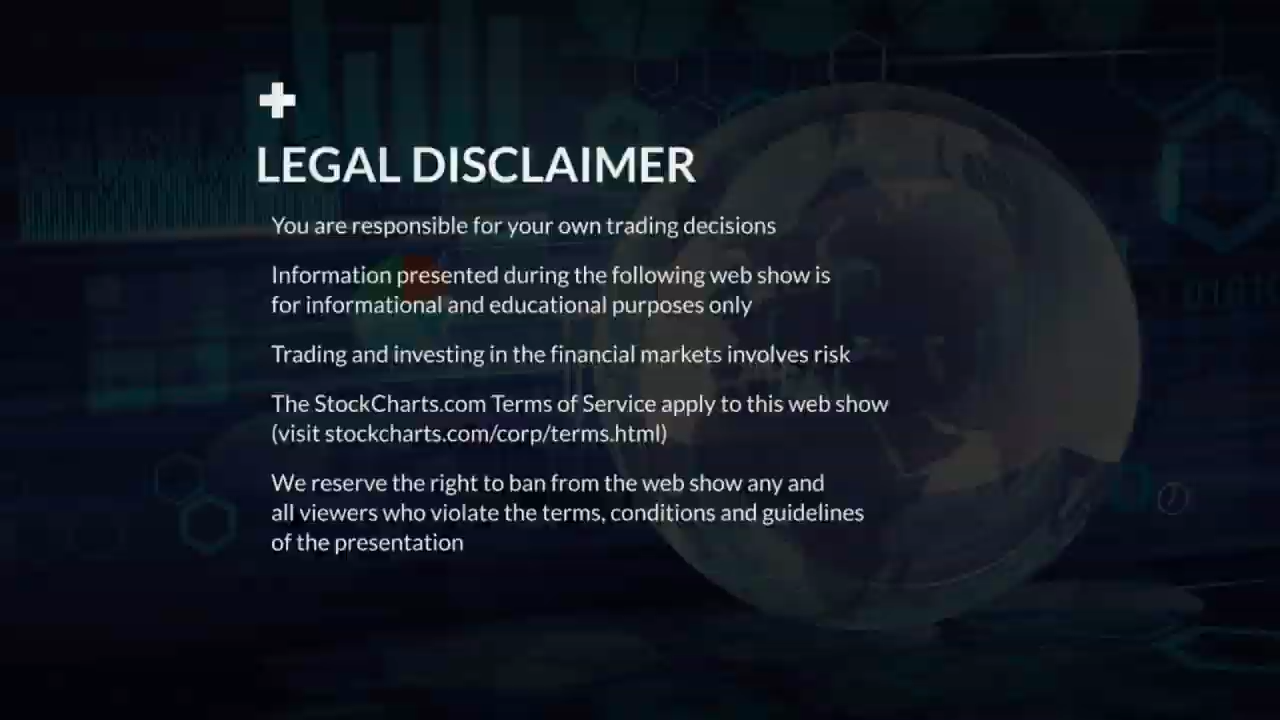 LEGAL DISCLAIMER
You are responsible for your own trading decisions
Information presented during the following web show is
for informational and educational purposes only
Trading and investing in the financial markets involves risk
The StockCharts.com Terms of Service apply to this web show
(visit stockcharts.com/corp/terms.html)
We reserve the right to ban from the web show any and
all viewers who violate the terms, conditions and guidelines
of the presentation